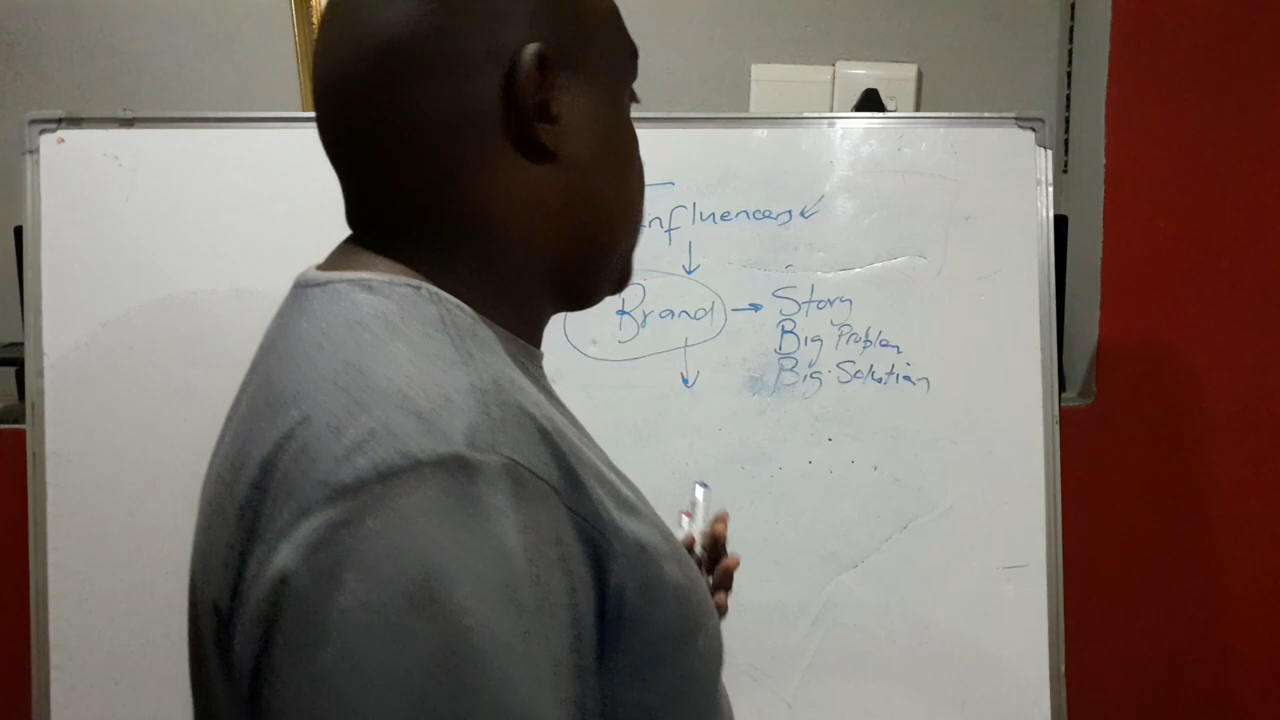 influencers
Brand → Story
Big Problem
Big Solution